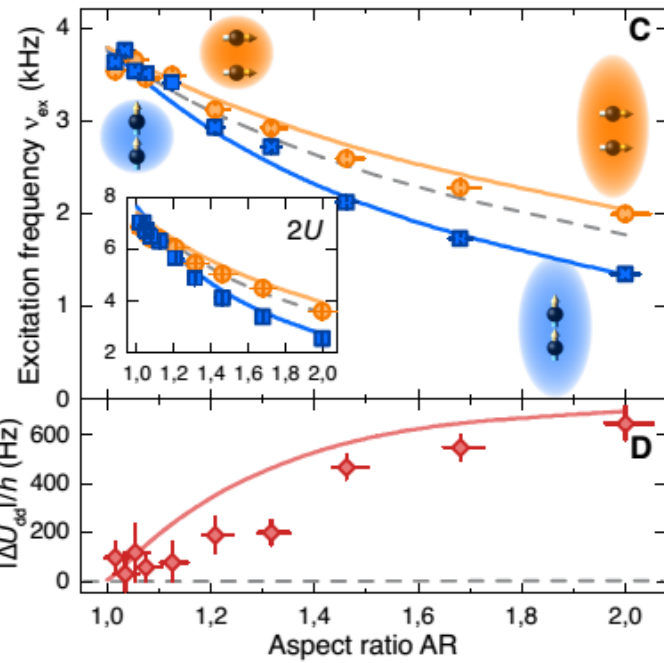 C
Excitation frequency νex (kHz)
4
3
2
1
0
2U
8
6
4
2
1,0 1,2 1,4 1,6 1,8 2,0
D
|ΔUdd|/h (Hz)
600
400
200
0
1,0 1,2 1,4 1,6 1,8 2,0
Aspect ratio AR